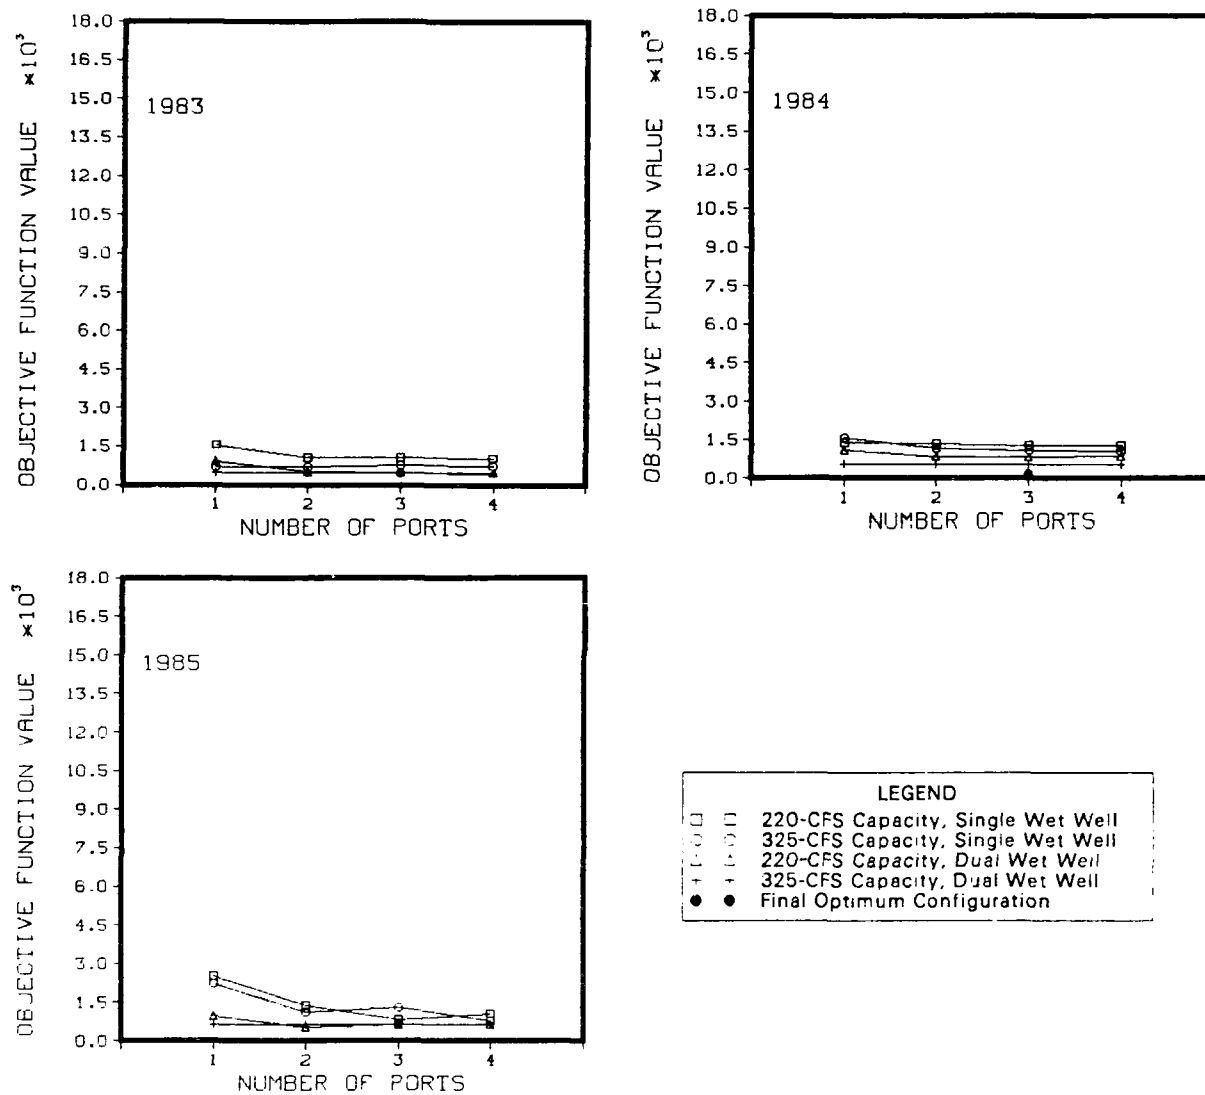 OBJECTIVE FUNCTION VALUE *10³
18.0
16.5
15.0
13.5
12.0
10.5
9.0
7.5
6.0
4.5
3.0
1.5
0.0
1983
1 2 3 4
NUMBER OF PORTS
OBJECTIVE FUNCTION VALUE *10³
18.0
16.5
15.0
13.5
12.0
10.5
9.0
7.5
6.0
4.5
3.0
1.5
0.0
1984
1 2 3 4
NUMBER OF PORTS
OBJECTIVE FUNCTION VALUE *10³
18.0
16.5
15.0
13.5
12.0
10.5
9.0
7.5
6.0
4.5
3.0
1.5
0.0
1985
1 2 3 4
NUMBER OF PORTS
LEGEND
220-CFS Capacity, Single Wet Well
325-CFS Capacity, Single Wet Well
220-CFS Capacity, Dual Wet Well
325-CFS Capacity, Dual Wet Well
Final Optimum Configuration